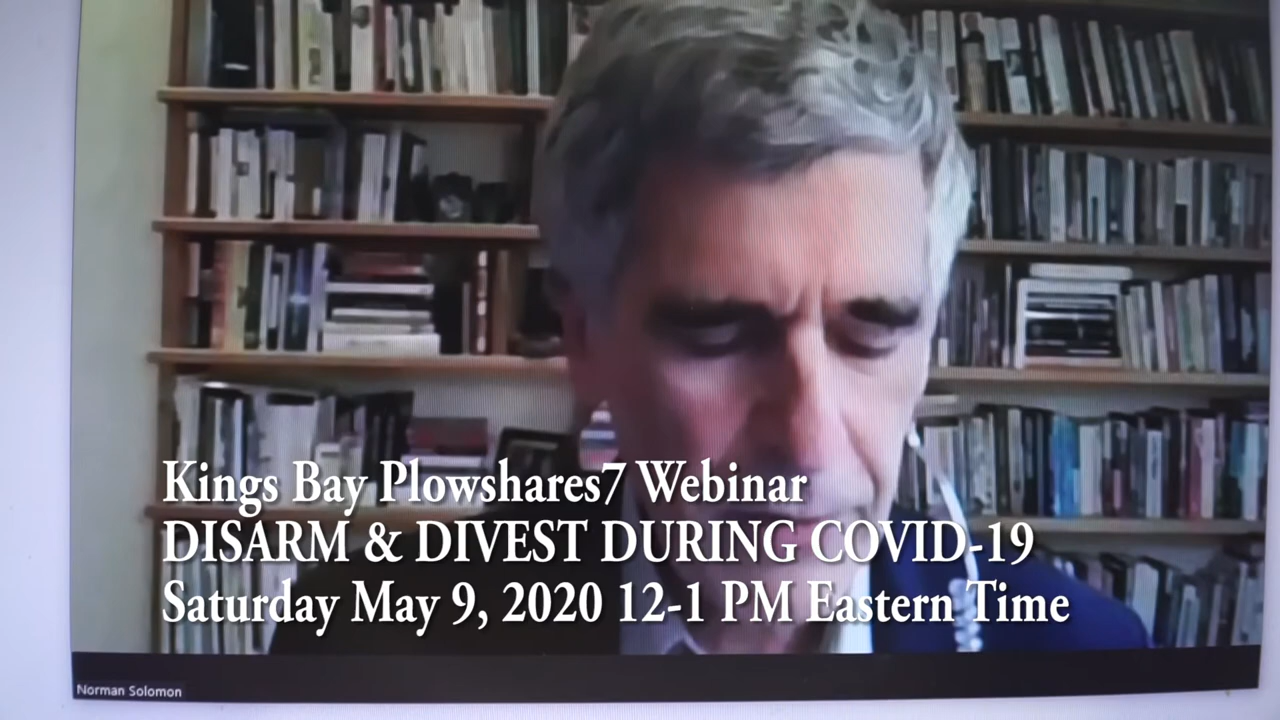 Kings Bay Plowshares7 Webinar
DISARM & DIVEST DURING COVID-19
Saturday May 9, 2020 12-1 PM Eastern Time
Norman Solomon